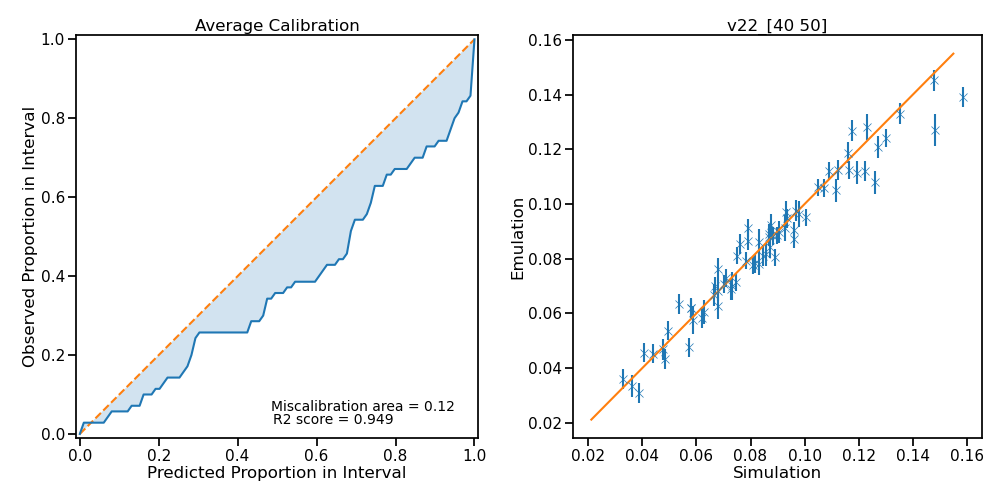 Average Calibration
1.0
0.8
0.6
0.4
0.2
0.0
Observed Proportion in Interval
Miscalibration area = 0.12
R2 score = 0.949
0.0 0.2 0.4 0.6 0.8 1.0
Predicted Proportion in Interval
v22_[40 50]
0.16
0.14
0.12
0.10
0.08
0.06
0.04
0.02
Emulation
0.02 0.04 0.06 0.08 0.10 0.12 0.14 0.16
Simulation